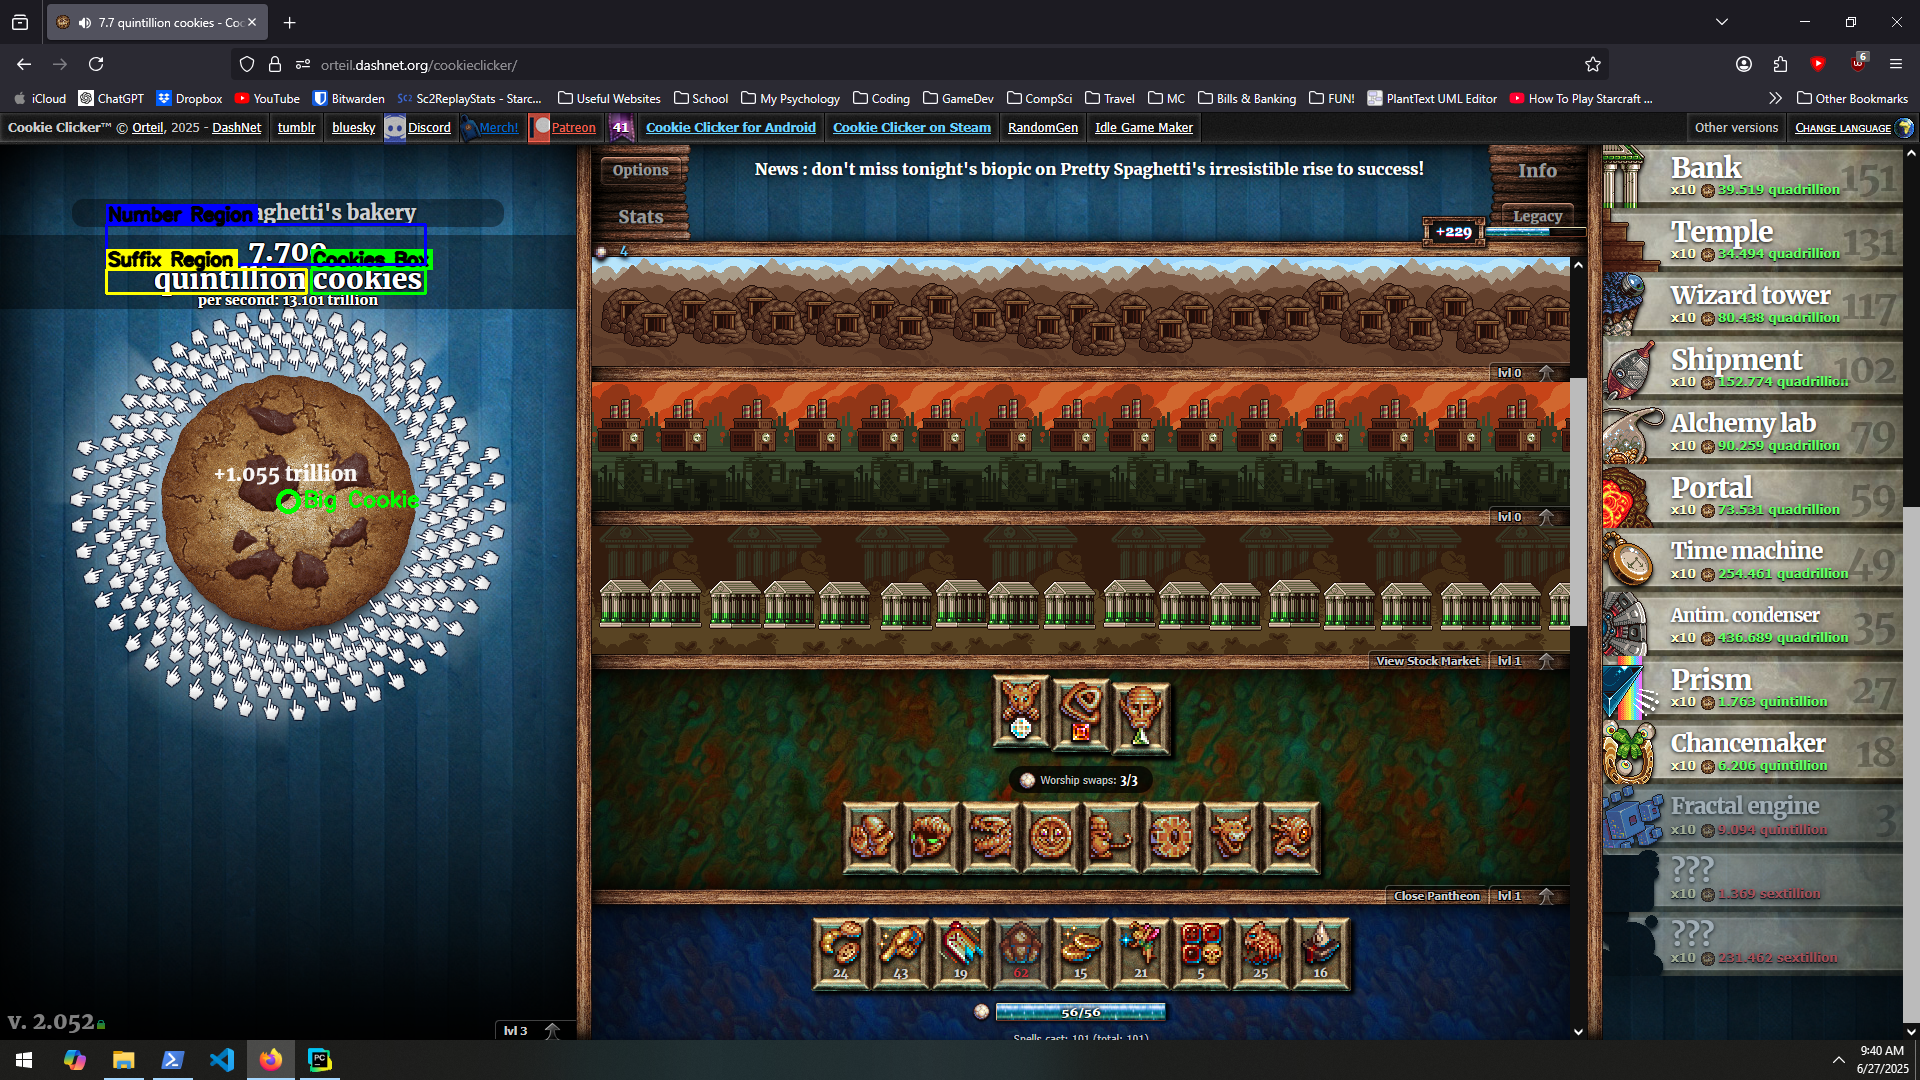 7.7 quintillion cookies - Co
orteil.dashnet.org/cookieclicker/
6
iCloud
ChatGPT
Dropbox
YouTube
Bitwarden
Sc2ReplayStats - Starc...
Useful Websites
School
My Psychology
Coding
GameDev
CompSci
Travel
MC
Bills & Banking
FUN!
PlantText UML Editor
How To Play Starcraft ...
Other Bookmarks
Cookie Clicker™ © Orteil, 2025 - DashNet
tumblr
bluesky
Discord
Merch!
Patreon
41
Cookie Clicker for Android
Cookie Clicker on Steam
RandomGen
Idle Game Maker
Other versions
Change language
Number Region
aghetti's bakery
7.700
Suffix Region
Cookies Box
quintillion cookies
per second: 13.101 trillion
+1.055 trillion
Big Cookie
v. 2.052
lvl 3
Options
Stats
News : don't miss tonight's biopic on Pretty Spaghetti's irresistible rise to success!
Info
Legacy
+229
4
lvl 0
lvl 0
View Stock Market
lvl 1
Worship swaps: 3/3
Close Pantheon
lvl 1
24
43
19
62
15
21
5
25
16
56/56
Spells cast: 101 (total: 101)
Bank
x10 39.519 quadrillion
151
Temple
x10 34.494 quadrillion
131
Wizard tower
x10 80.438 quadrillion
117
Shipment
x10 152.774 quadrillion
102
Alchemy lab
x10 90.259 quadrillion
79
Portal
x10 73.531 quadrillion
59
Time machine
x10 254.461 quadrillion
49
Antim. condenser
x10 436.689 quadrillion
35
Prism
x10 1.763 quintillion
27
Chancemaker
x10 6.206 quintillion
18
Fractal engine
x10 9.094 quintillion
3
???
x10 1.369 sextillion
???
x10 231.462 sextillion
PC
9:40 AM
6/27/2025